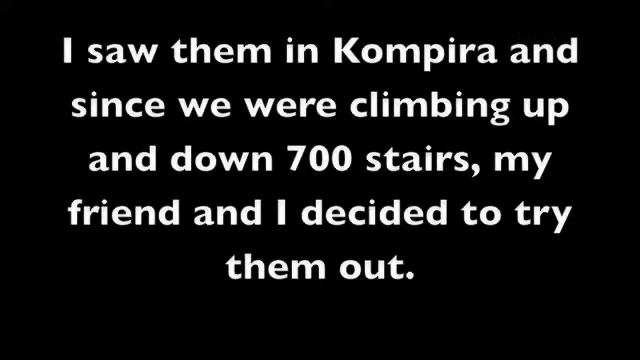 I saw them in Kompira and
since we were climbing up
and down 700 stairs, my
friend and I decided to try
them out.